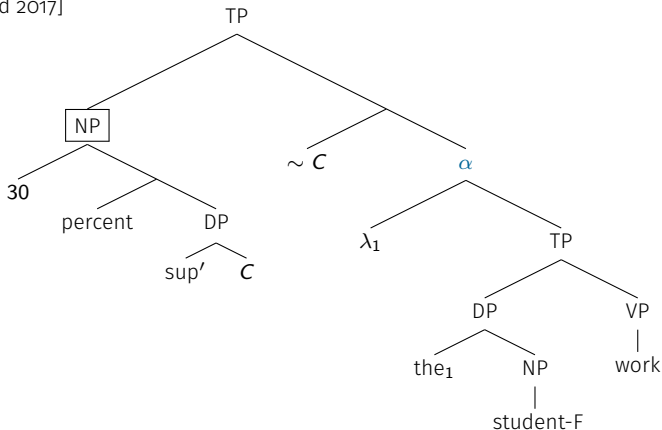 d 2017]
TP
NP
∼ C
α
30
percent
DP
λ₁
TP
sup′ C
DP
VP
the₁
NP
work
student-F